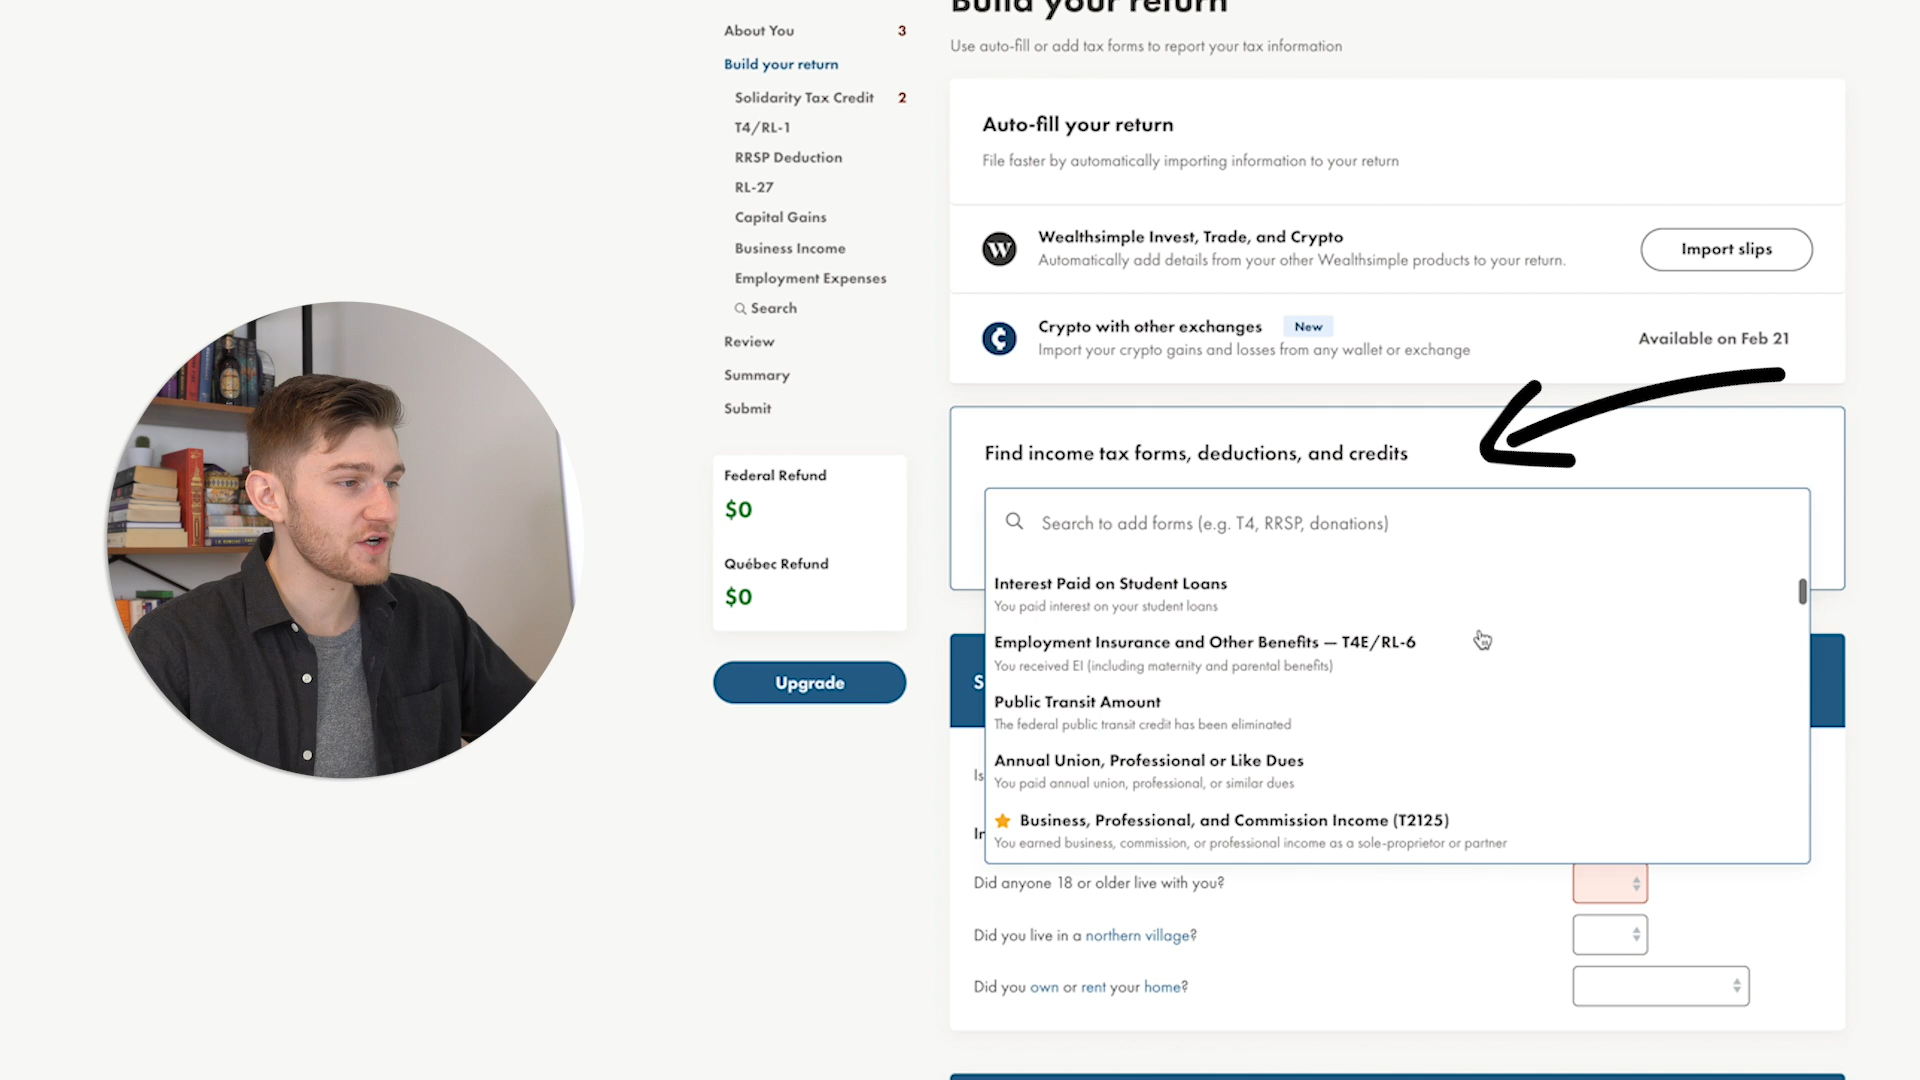 Build your return
Use auto-fill or add tax forms to report your tax information
About You 3
Build your return
Solidarity Tax Credit 2
T4/RL-1
RRSP Deduction
RL-27
Capital Gains
Business Income
Employment Expenses
Search
Review
Summary
Submit
Federal Refund
$0
Québec Refund
$0
Upgrade
Auto-fill your return
File faster by automatically importing information to your return
W
Wealthsimple Invest, Trade, and Crypto
Automatically add details from your other Wealthsimple products to your return.
Import slips
Crypto with other exchanges New
Import your crypto gains and losses from any wallet or exchange
Available on Feb 21
Find income tax forms, deductions, and credits
Search to add forms (e.g. T4, RRSP, donations)
Interest Paid on Student Loans
You paid interest on your student loans
Employment Insurance and Other Benefits — T4E/RL-6
You received EI (including maternity and parental benefits)
Public Transit Amount
The federal public transit credit has been eliminated
Annual Union, Professional or Like Dues
You paid annual union, professional, or similar dues
Business, Professional, and Commission Income (T2125)
You earned business, commission, or professional income as a sole-proprietor or partner
Did anyone 18 or older live with you?
Did you live in a northern village?
Did you own or rent your home?